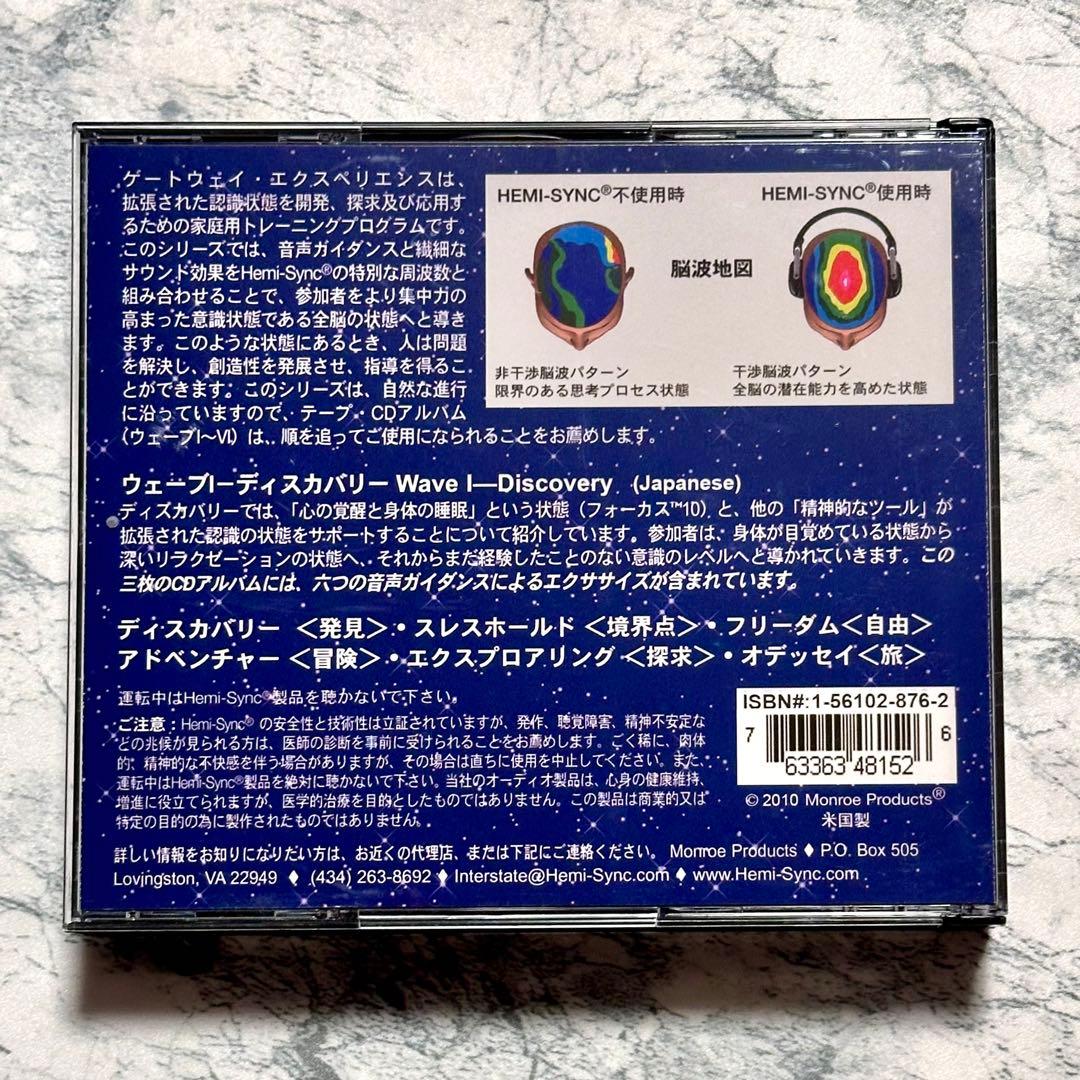 ゲートウェイ・エクスペリエンスは、
拡張された認識状態を開発、探求及び応用す
るための家庭用トレーニングプログラムです。
このシリーズでは、音声ガイダンスと繊細な
サウンド効果をHemi-Sync®の特別な周波数と
組み合わせることで、参加者をより集中力の
高まった意識状態である全脳の状態へと導き
ます。このような状態にあるとき、人は問題
を解決し、創造性を発展させ、指導を得るこ
とができます。このシリーズは、自然な進行
に沿っていますので、テープ・CDアルバム
（ウェーブI～VI）は、順を追ってご使用になられることをお薦めします。
HEMI-SYNC®不使用時
HEMI-SYNC®使用時
脳波地図
非干渉脳波パターン
限界のある思考プロセス状態
干渉脳波パターン
全脳の潜在能力を高めた状態
ウェーブI−ディスカバリー Wave I—Discovery (Japanese)
ディスカバリーでは、「心の覚醒と身体の睡眠」という状態（フォーカス™10）と、他の「精神的なツール」が
拡張された認識の状態をサポートすることについて紹介しています。参加者は、身体が目覚めている状態から
深いリラクゼーションの状態へ、それからまだ経験したことのない意識のレベルへと導かれていきます。この
三枚のCDアルバムには、六つの音声ガイダンスによるエクササイズが含まれています。
ディスカバリー ＜発見＞・スレスホールド＜境界点＞・フリーダム＜自由＞
アドベンチャー＜冒険＞・エクスプロアリング＜探求＞・オデッセイ＜旅＞
運転中はHemi-Sync®製品を聴かないで下さい。
ご注意：Hemi-Sync® の安全性と技術性は立証されていますが、発作、聴覚障害、精神不安定な
どの兆候が見られる方は、医師の診断を事前に受けられることをお薦めします。ごく稀に、肉体
的、精神的な不快感を伴う場合がありますが、その場合は直ちに使用を中止してください。また、
運転中はHemi-Sync®製品を絶対に聴かないで下さい。当社のオーディオ製品は、心身の健康維持、
増進に役立てられますが、医学的治療を目的としたものではありません。この製品は商業的又は
特定の目的の為に製作されたものではありません。
ISBN#:1-56102-876-2
7 63363 48152 6
© 2010 Monroe Products®
米国製
詳しい情報をお知りになりたい方は、お近くの代理店、または下記にご連絡ください。 Monroe Products ♦ P.O. Box 505
Lovingston, VA 22949 ♦ (434) 263-8692 ♦ Interstate@Hemi-Sync.com ♦ www.Hemi-Sync.com